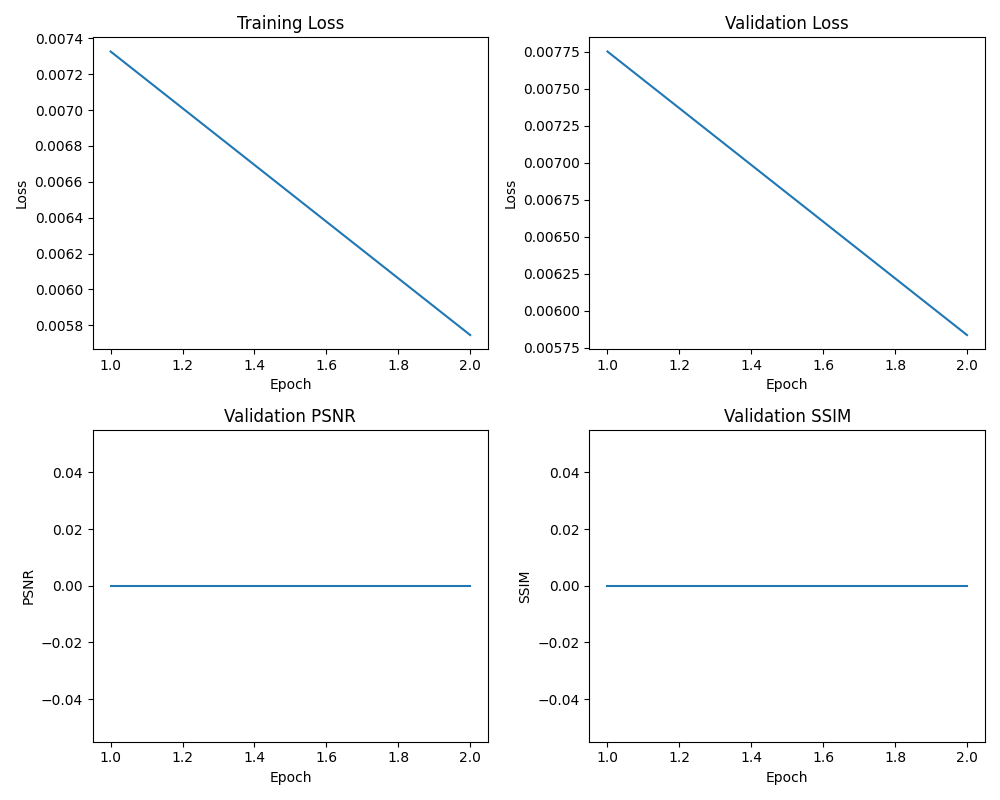 Training Loss
0.0074
0.0072
0.0070
0.0068
0.0066
0.0064
0.0062
0.0060
0.0058
Loss
1.0 1.2 1.4 1.6 1.8 2.0
Epoch
Validation Loss
0.00775
0.00750
0.00725
0.00700
0.00675
0.00650
0.00625
0.00600
0.00575
Loss
1.0 1.2 1.4 1.6 1.8 2.0
Epoch
Validation PSNR
0.04
0.02
0.00
−0.02
−0.04
PSNR
1.0 1.2 1.4 1.6 1.8 2.0
Epoch
Validation SSIM
0.04
0.02
0.00
−0.02
−0.04
SSIM
1.0 1.2 1.4 1.6 1.8 2.0
Epoch